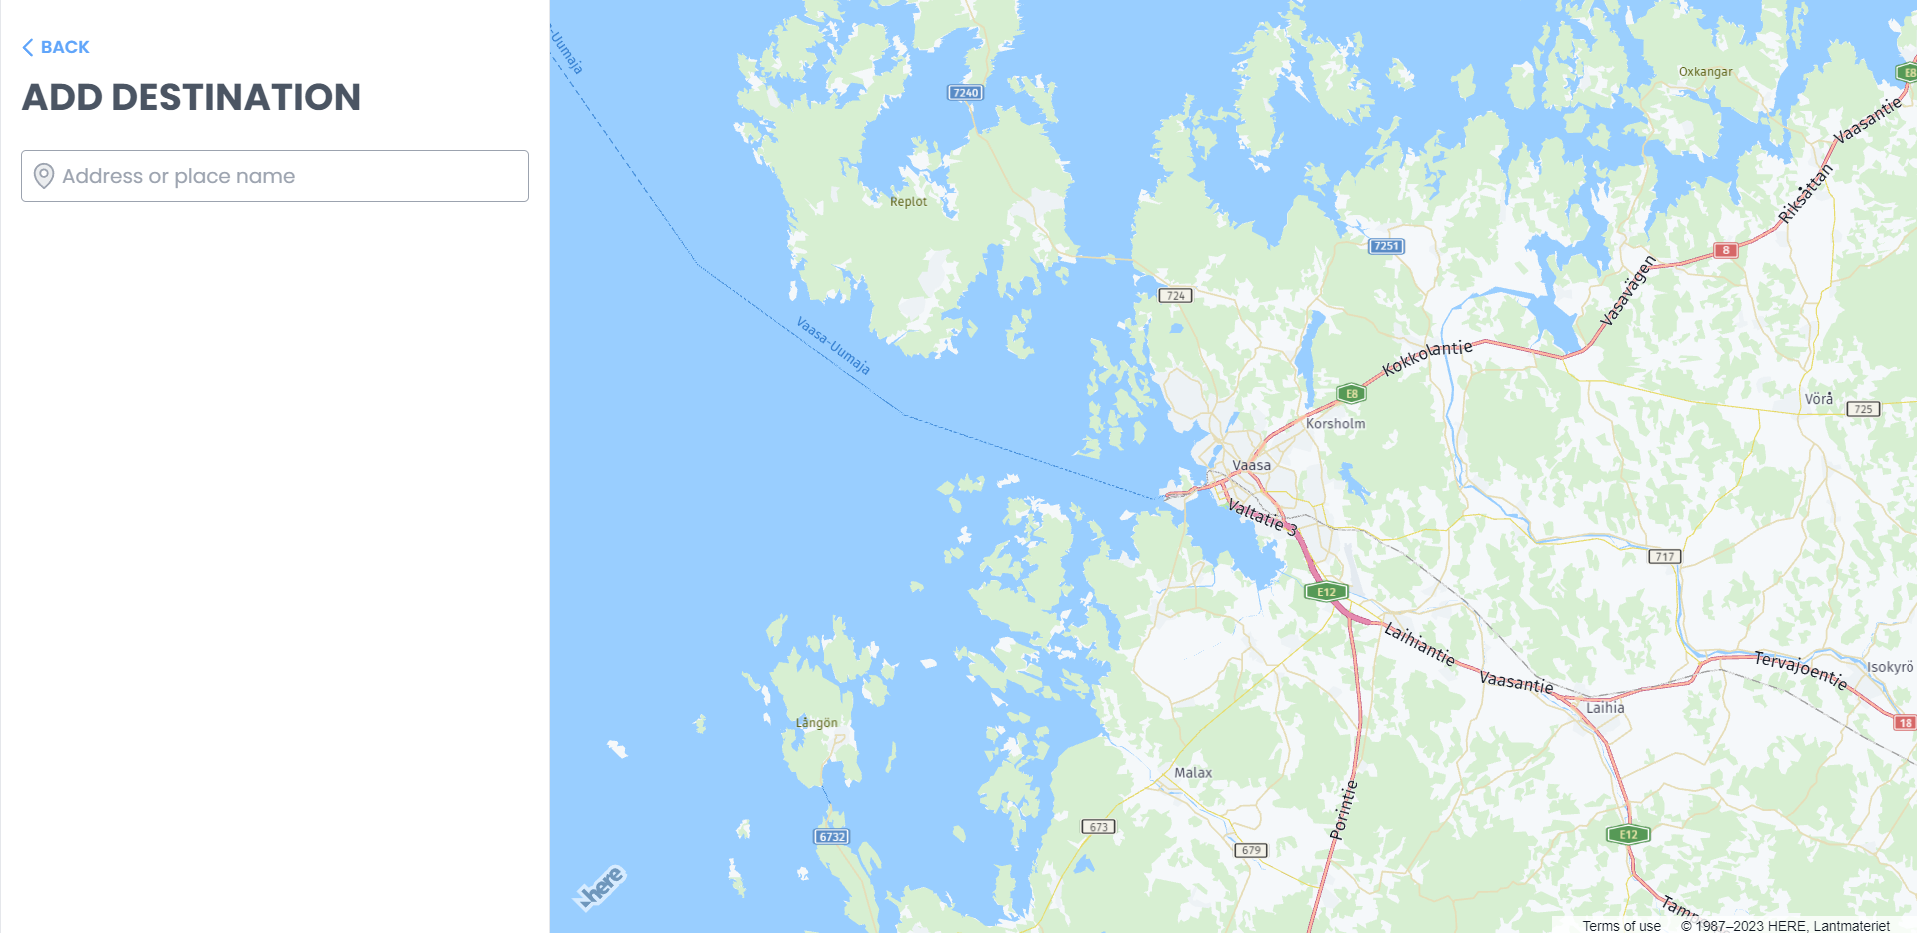 BACK
ADD DESTINATION
Address or place name
-Uumaja
7240
Oxkangar
E8
Vaasantie
Replot
Riksattan
7251
8
Vasavägen
724
Vaasa-Uumaja
Kokkolantie
E8
Vörå
725
Korsholm
Vaasa
Valtatie 3
717
E12
Laihiantie
Tervajoentie
Isokyrö
Vaasantie
Laihia
18
Långön
Malax
Porintie
673
6732
E12
679
here
Tamp
Terms of use © 1987–2023 HERE, Lantmateriet